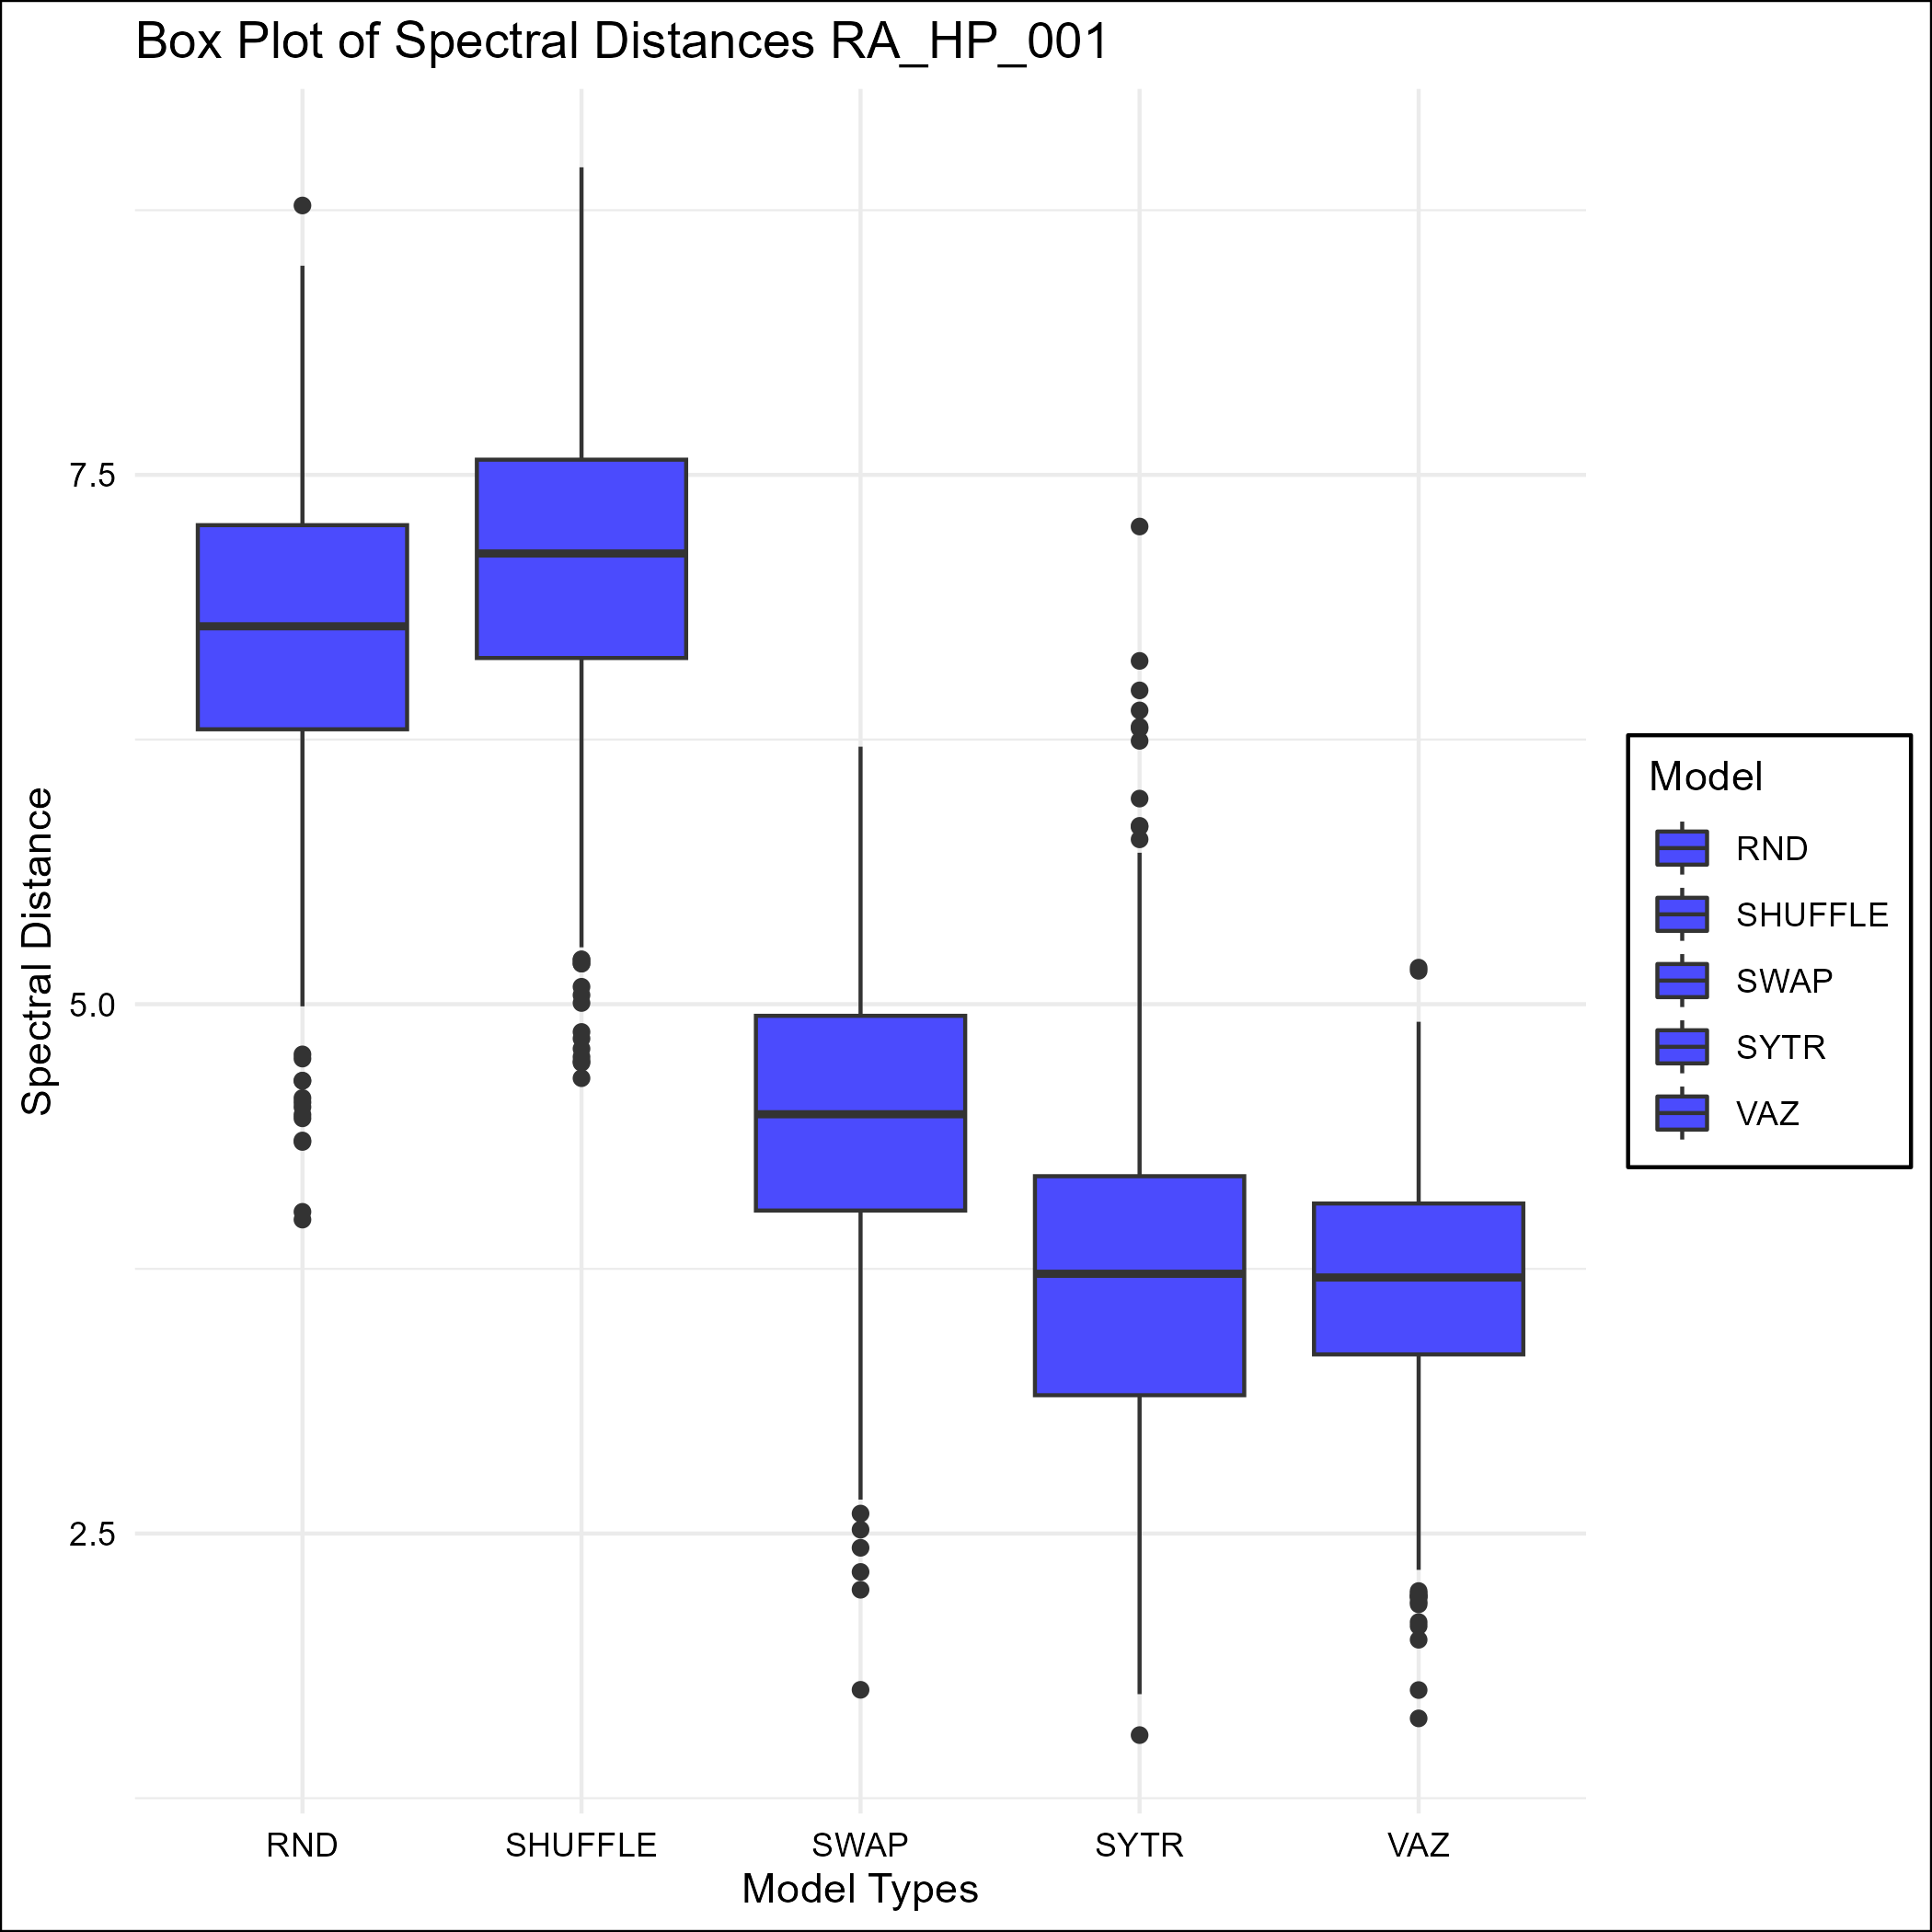 Box Plot of Spectral Distances RA_HP_001
Spectral Distance
7.5
5.0
2.5
RND
SHUFFLE
SWAP
SYTR
VAZ
Model Types
Model
RND
SHUFFLE
SWAP
SYTR
VAZ